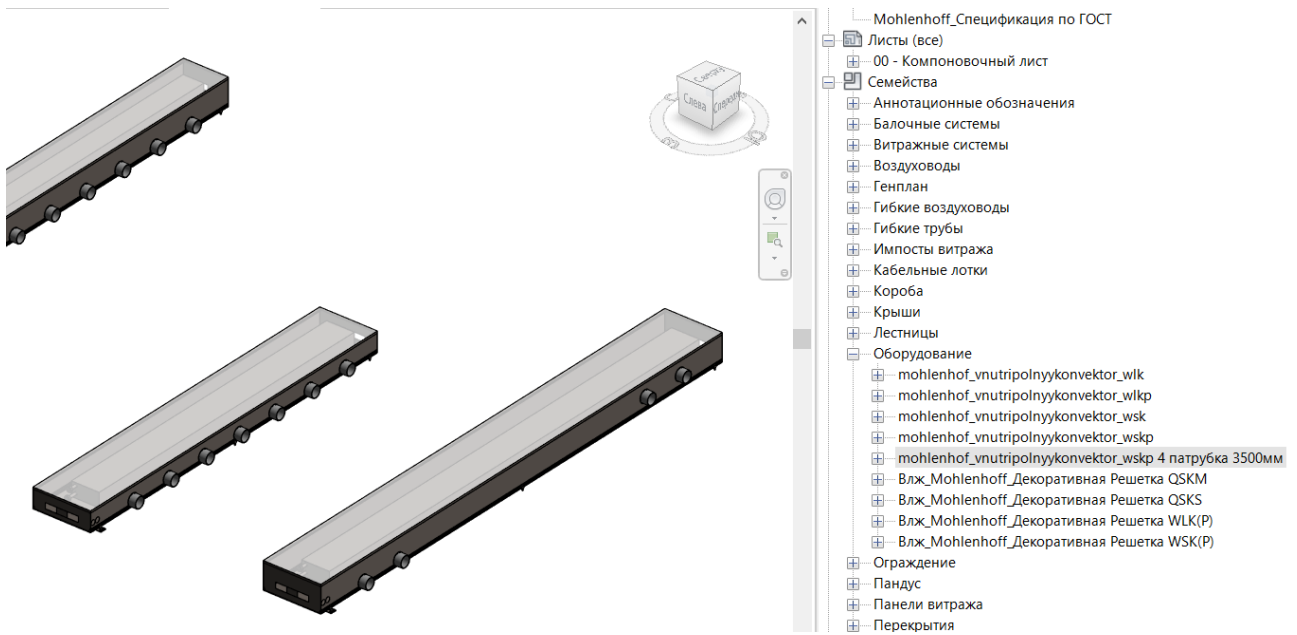 Mohlenhoff_Спецификация по ГОСТ
Листы (все)
00 - Компоновочный лист
Семейства
Аннотационные обозначения
Балочные системы
Витражные системы
Воздуховоды
Генплан
Гибкие воздуховоды
Гибкие трубы
Импосты витража
Кабельные лотки
Короба
Крыши
Лестницы
Оборудование
mohlenhof_vnutripolnyykonvektor_wlk
mohlenhof_vnutripolnyykonvektor_wlkp
mohlenhof_vnutripolnyykonvektor_wsk
mohlenhof_vnutripolnyykonvektor_wskp
mohlenhof_vnutripolnyykonvektor_wskp 4 патрубка 3500мм
Влж_Mohlenhoff_Декоративная Решетка QSKM
Влж_Mohlenhoff_Декоративная Решетка QSKS
Влж_Mohlenhoff_Декоративная Решетка WLK(P)
Влж_Mohlenhoff_Декоративная Решетка WSK(P)
Ограждение
Пандус
Панели витража
Перекрытия
Сверху
Слева